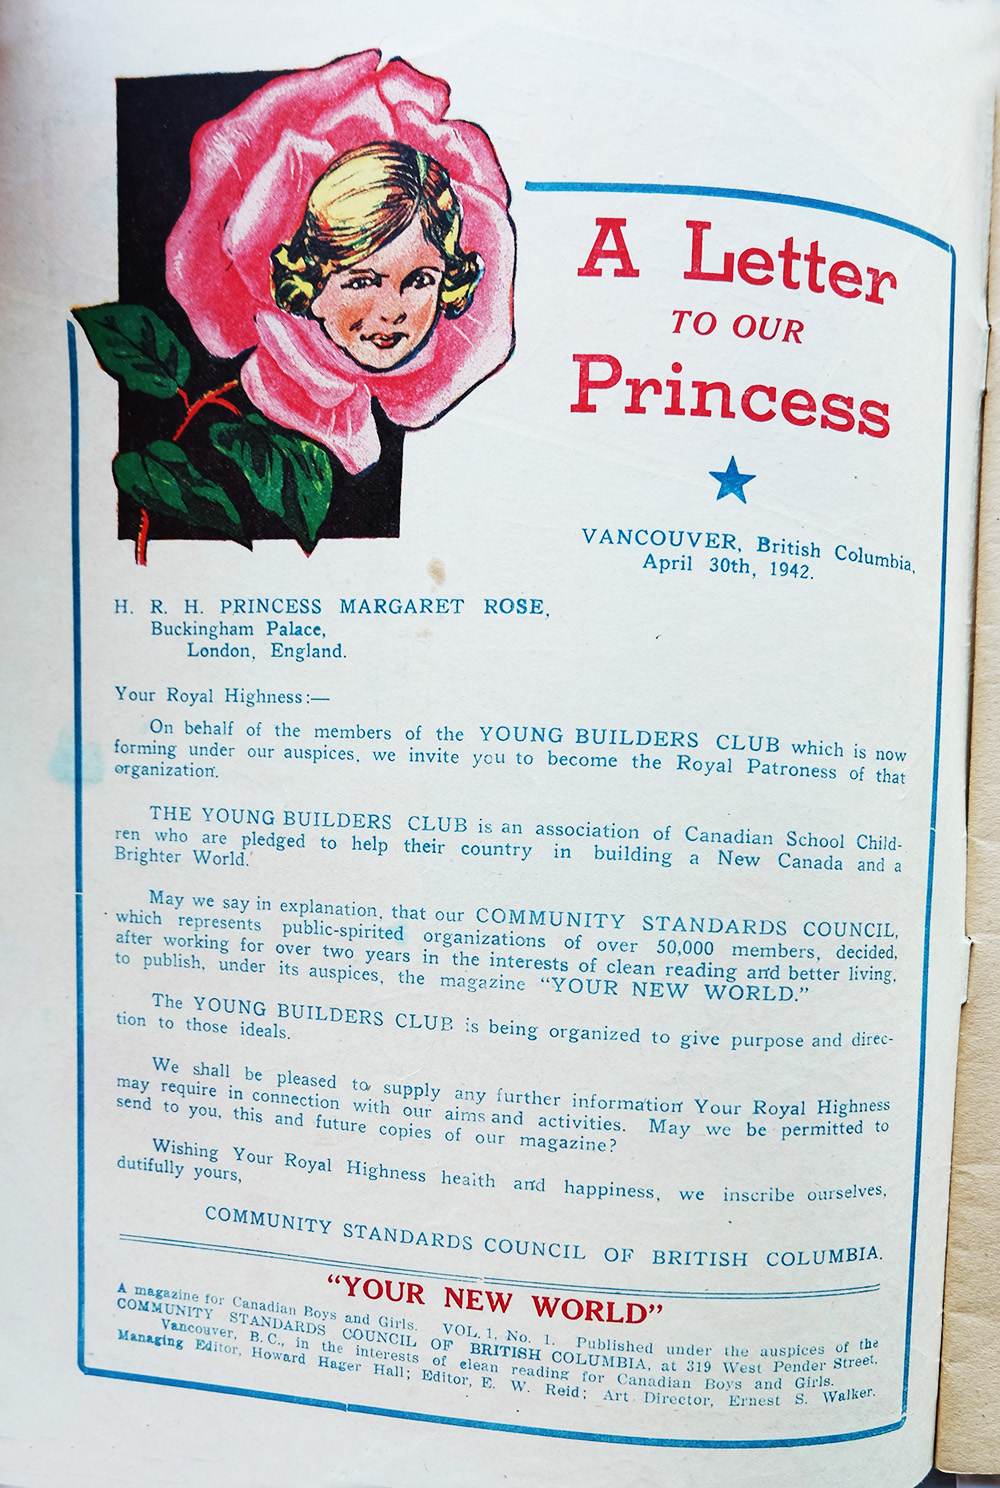 A Letter
TO OUR
Princess
VANCOUVER, British Columbia,
April 30th, 1942.
H. R. H. PRINCESS MARGARET ROSE,
Buckingham Palace,
London, England.
Your Royal Highness:—
On behalf of the members of the YOUNG BUILDERS CLUB which is now
forming under our auspices, we invite you to become the Royal Patroness of that
organization.
THE YOUNG BUILDERS CLUB is an association of Canadian School Child-
ren who are pledged to help their country in building a New Canada and a
Brighter World.
May we say in explanation, that our COMMUNITY STANDARDS COUNCIL,
which represents public-spirited organizations of over 50,000 members, decided,
after working for over two years in the interests of clean reading and better living,
to publish, under its auspices, the magazine “YOUR NEW WORLD.”
The YOUNG BUILDERS CLUB is being organized to give purpose and direc-
tion to those ideals.
We shall be pleased to supply any further information Your Royal Highness
may require in connection with our aims and activities. May we be permitted to
send to you, this and future copies of our magazine?
Wishing Your Royal Highness health and happiness, we inscribe ourselves,
dutifully yours,
COMMUNITY STANDARDS COUNCIL OF BRITISH COLUMBIA.
“YOUR NEW WORLD”
A magazine for Canadian Boys and Girls. VOL. 1, No. 1. Published under the auspices of the
COMMUNITY STANDARDS COUNCIL OF BRITISH COLUMBIA, at 319 West Pender Street,
Vancouver, B. C., in the interests of clean reading for Canadian Boys and Girls.
Managing Editor, Howard Hager Hall; Editor, E. W. Reid; Art Director, Ernest S. Walker.